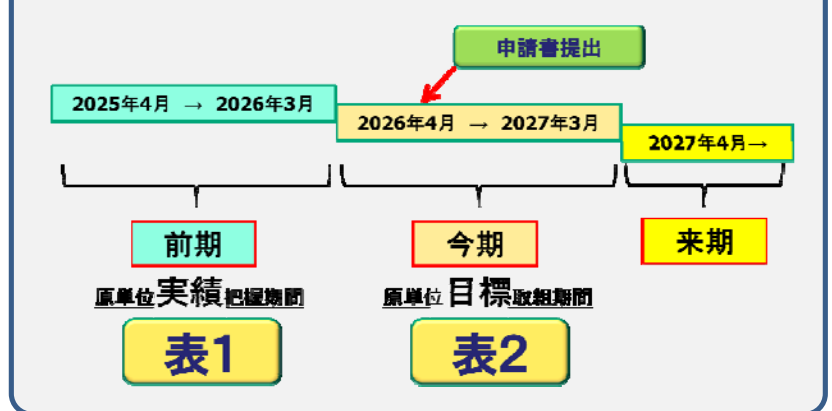 申請書提出
2025年4月 → 2026年3月
2026年4月 → 2027年3月
2027年4月→
前期
今期
来期
原単位実績把握期間
原単位目標取組期間
表1
表2